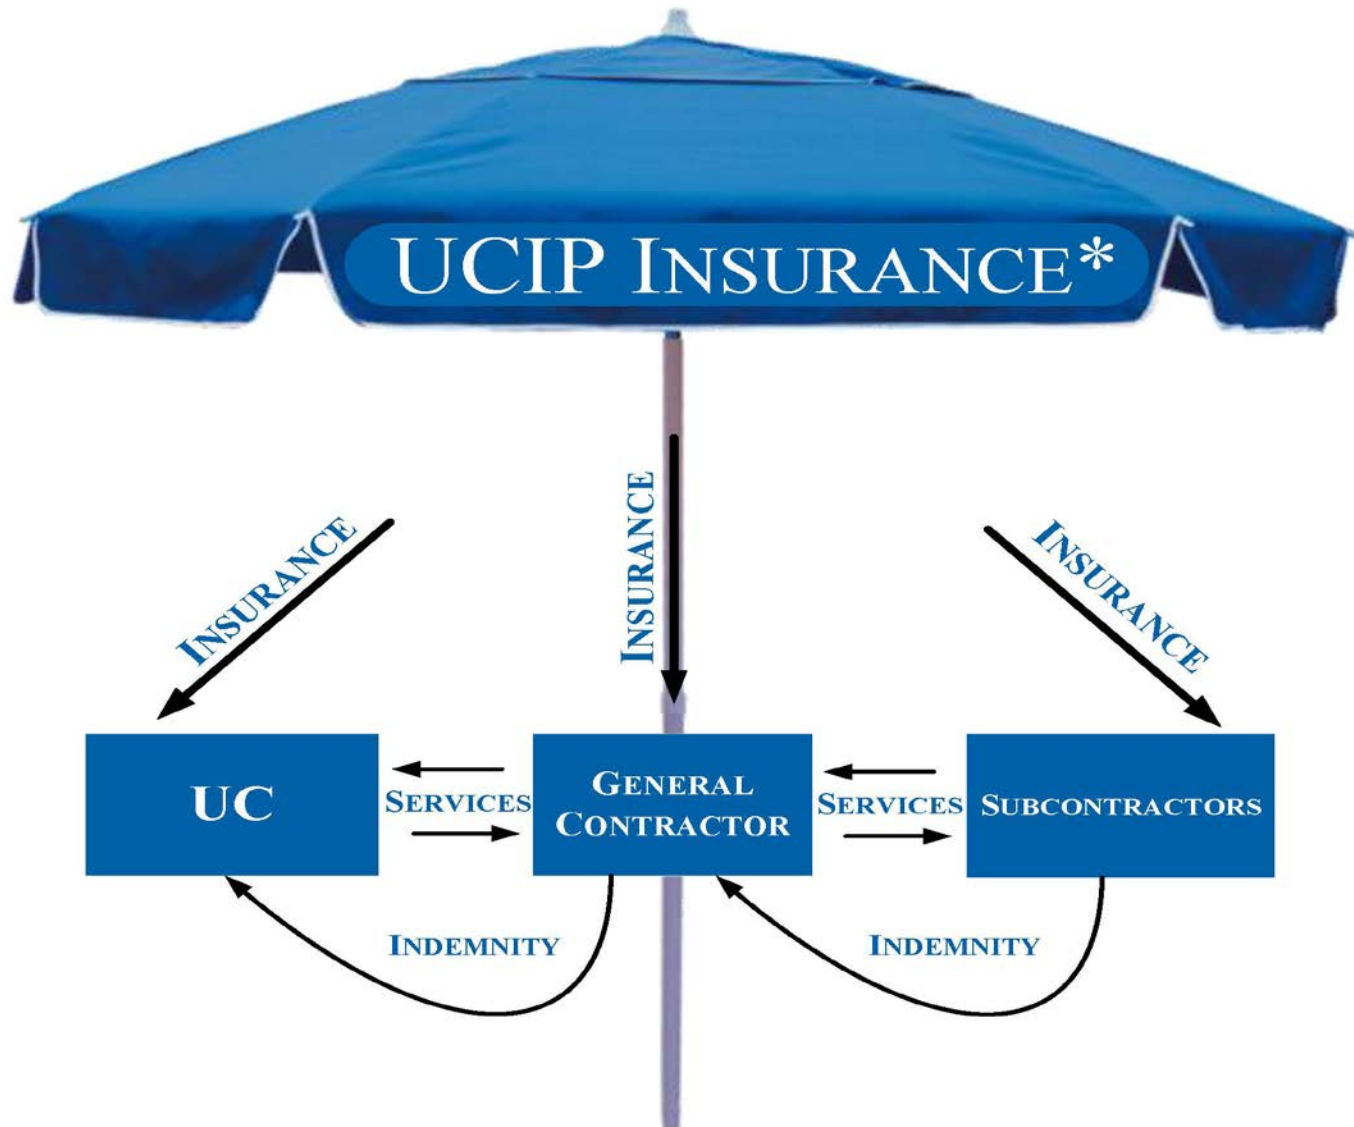 UCIP INSURANCE*
INSURANCE
INSURANCE
INSURANCE
UC
SERVICES
GENERAL
CONTRACTOR
SERVICES
SUBCONTRACTORS
INDEMNITY
INDEMNITY